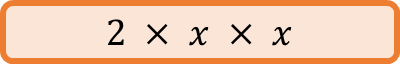 2 × x × x